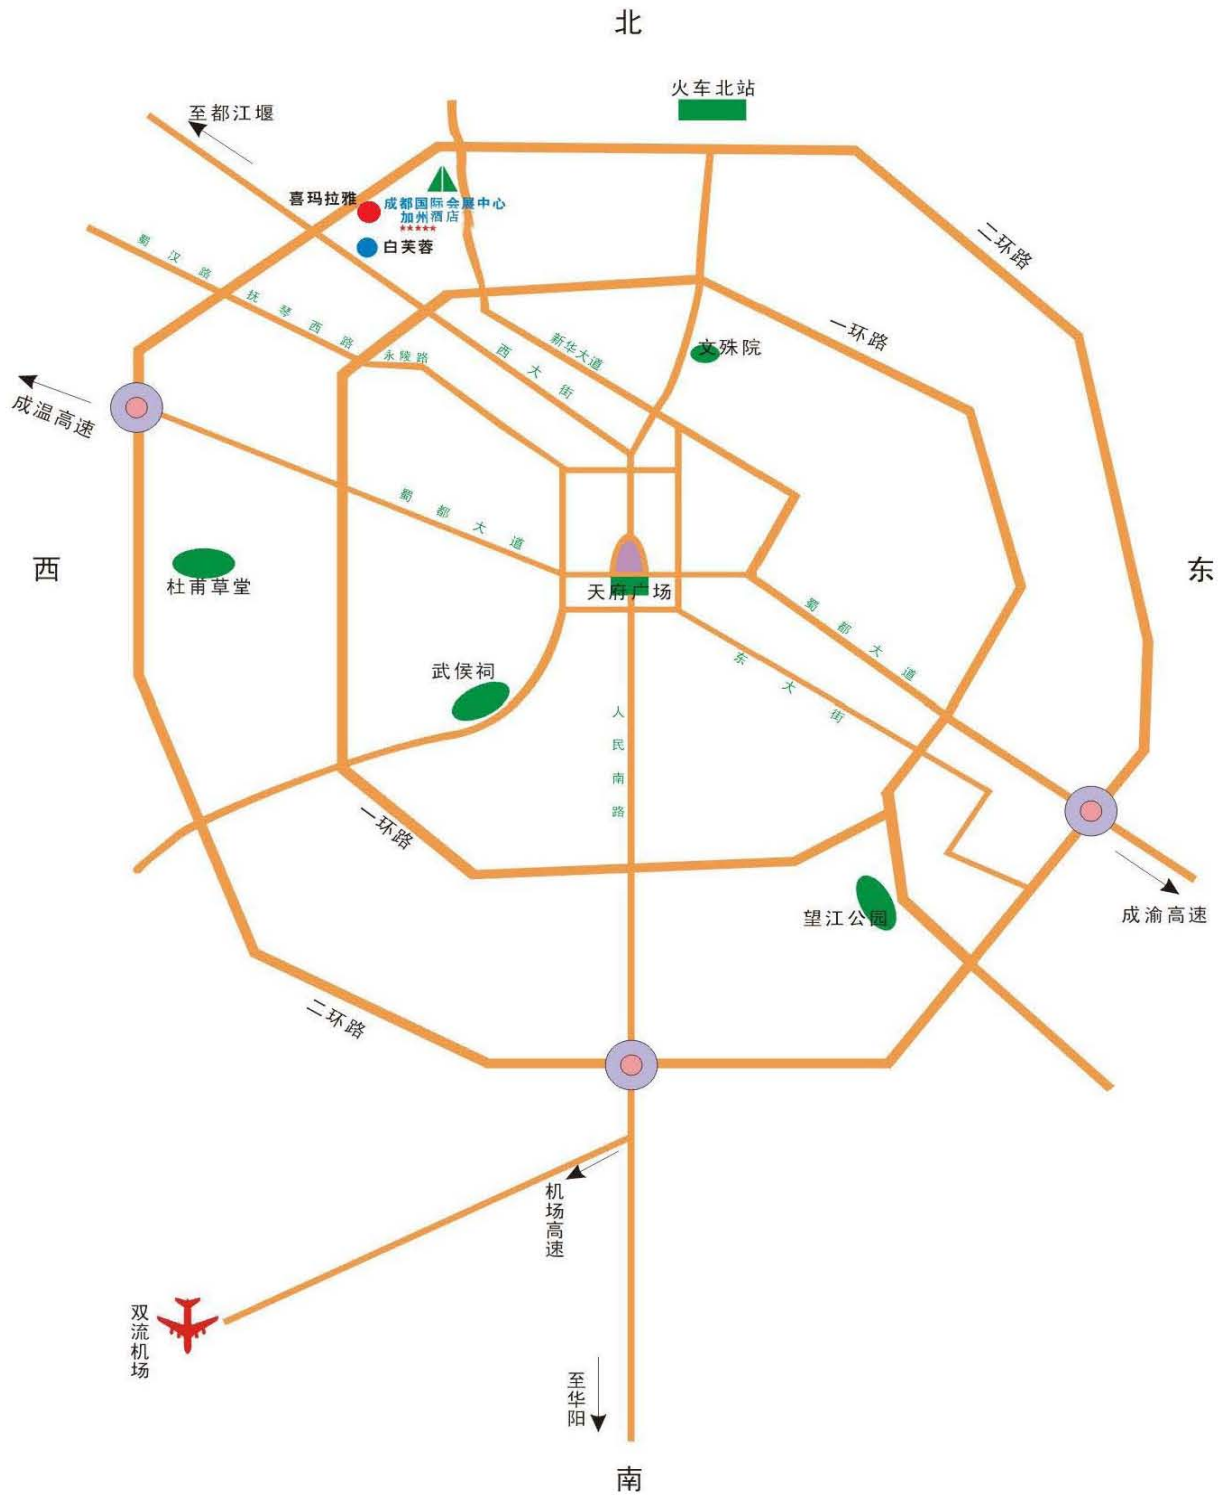 北
火车北站
至都江堰
喜玛拉雅
成都国际会展中心
加州酒店
★★★★★
白芙蓉
二环路
蜀汉路
抚琴西路
永陵路
西大街
新华大道
文殊院
一环路
成温高速
蜀都大道
西
杜甫草堂
天府广场
东
蜀都大道
东大街
武侯祠
人民南路
一环路
望江公园
成渝高速
二环路
机场高速
双流机场
至华阳
南